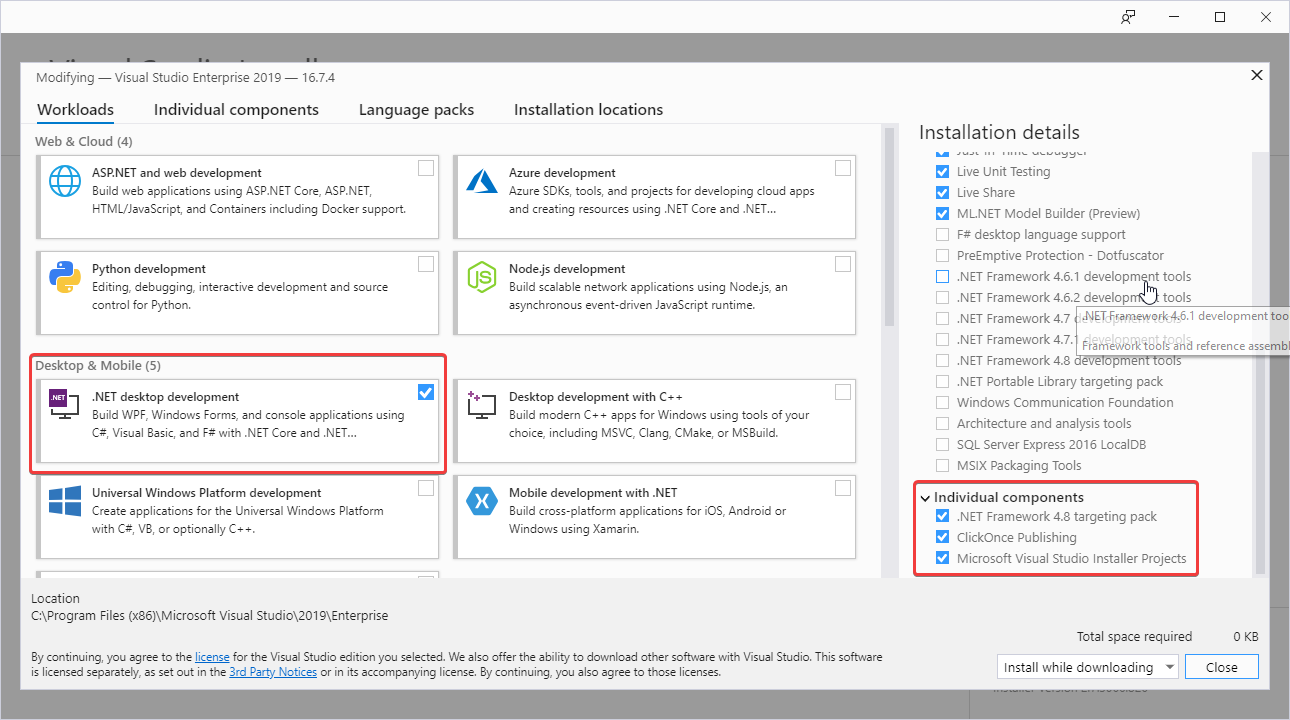 Modifying — Visual Studio Enterprise 2019 — 16.7.4
Workloads
Individual components
Language packs
Installation locations
Web & Cloud (4)
ASP.NET and web development
Build web applications using ASP.NET Core, ASP.NET,
HTML/JavaScript, and Containers including Docker support.
Azure development
Azure SDKs, tools, and projects for developing cloud apps
and creating resources using .NET Core and .NET...
Python development
Editing, debugging, interactive development and source
control for Python.
Node.js development
Build scalable network applications using Node.js, an
asynchronous event-driven JavaScript runtime.
Desktop & Mobile (5)
.NET
.NET desktop development
Build WPF, Windows Forms, and console applications using
C#, Visual Basic, and F# with .NET Core and .NET...
Desktop development with C++
Build modern C++ apps for Windows using tools of your
choice, including MSVC, Clang, CMake, or MSBuild.
Universal Windows Platform development
Create applications for the Universal Windows Platform
with C#, VB, or optionally C++.
Mobile development with .NET
Build cross-platform applications for iOS, Android or
Windows using Xamarin.
Installation details
Just-In-Time debugger
Live Unit Testing
Live Share
ML.NET Model Builder (Preview)
F# desktop language support
PreEmptive Protection - Dotfuscator
.NET Framework 4.6.1 development tools
.NET Framework 4.6.2 development tools
.NET Framework 4.7 development tools
.NET Framework 4.7.1 development tools
.NET Framework 4.8 development tools
.NET Portable Library targeting pack
Windows Communication Foundation
Architecture and analysis tools
SQL Server Express 2016 LocalDB
MSIX Packaging Tools
.NET Framework 4.6.1 development too
Framework tools and reference assembl
Individual components
.NET Framework 4.8 targeting pack
ClickOnce Publishing
Microsoft Visual Studio Installer Projects
Location
C:\Program Files (x86)\Microsoft Visual Studio\2019\Enterprise
Total space required 0 KB
By continuing, you agree to the license for the Visual Studio edition you selected. We also offer the ability to download other software with Visual Studio. This software
is licensed separately, as set out in the 3rd Party Notices or in its accompanying license. By continuing, you also agree to those licenses.
Install while downloading
Close